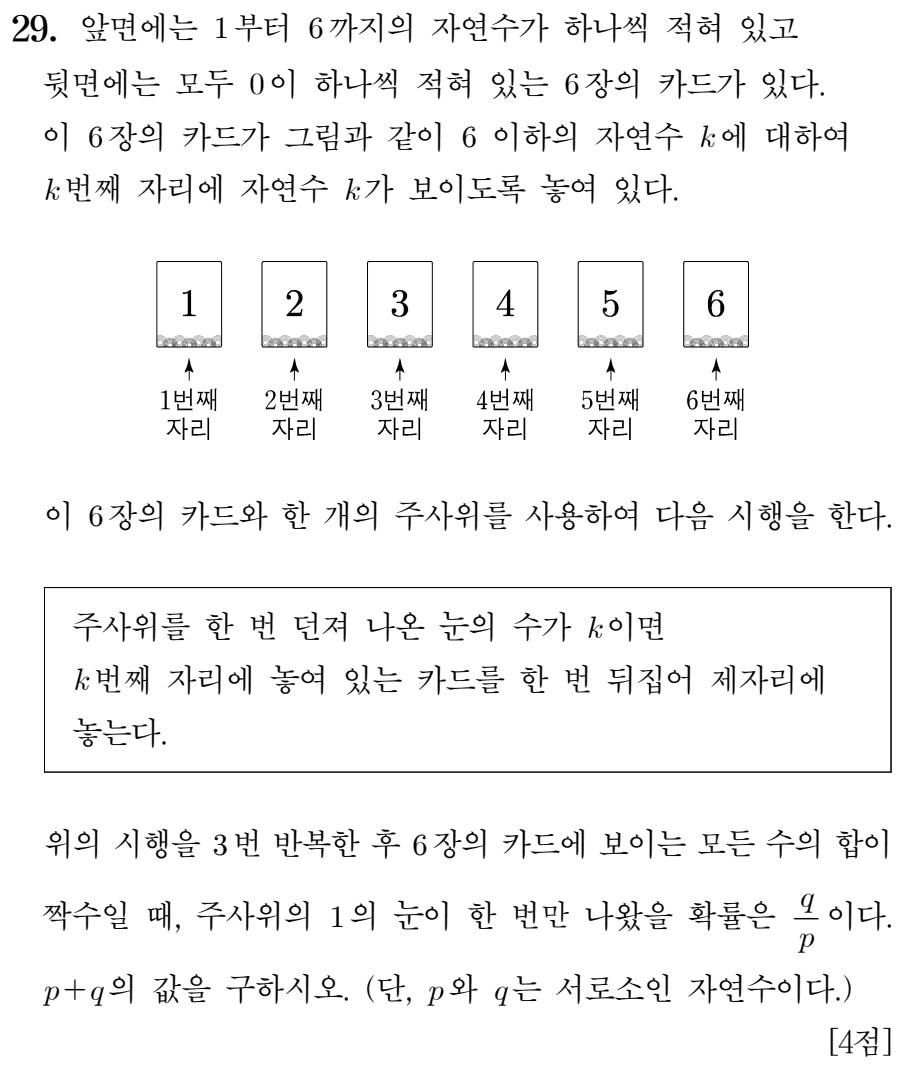 29. 앞면에는 1부터 6까지의 자연수가 하나씩 적혀 있고
뒷면에는 모두 0이 하나씩 적혀 있는 6장의 카드가 있다.
이 6장의 카드가 그림과 같이 6 이하의 자연수 k에 대하여
k번째 자리에 자연수 k가 보이도록 놓여 있다.
1 2 3 4 5 6
1번째 2번째 3번째 4번째 5번째 6번째
자리 자리 자리 자리 자리 자리
이 6장의 카드와 한 개의 주사위를 사용하여 다음 시행을 한다.
주사위를 한 번 던져 나온 눈의 수가 k이면
k번째 자리에 놓여 있는 카드를 한 번 뒤집어 제자리에
놓는다.
위의 시행을 3번 반복한 후 6장의 카드에 보이는 모든 수의 합이
짝수일 때, 주사위의 1의 눈이 한 번만 나왔을 확률은 q/p이다.
p+q의 값을 구하시오. (단, p와 q는 서로소인 자연수이다.)
[4점]